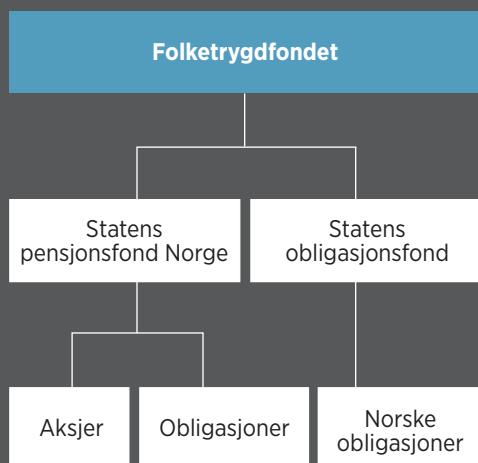 Folketrygdfondet
Statens
pensjonsfond Norge
Statens
obligasjonsfond
Aksjer
Obligasjoner
Norske
obligasjoner